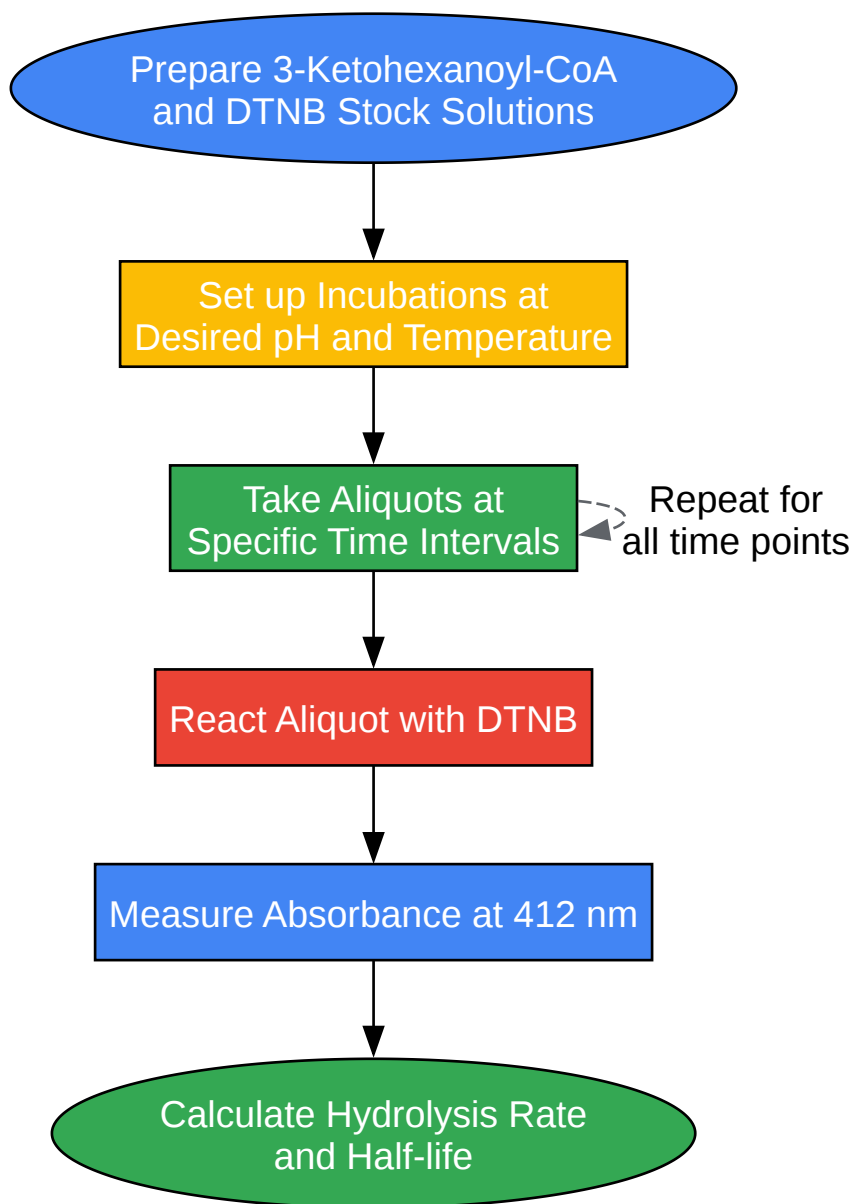 Prepare 3-Ketohexanoyl-CoA
and DTNB Stock Solutions
Set up Incubations at
Desired pH and Temperature
Take Aliquots at
Specific Time Intervals
Repeat for
all time points
React Aliquot with DTNB
Measure Absorbance at 412 nm
Calculate Hydrolysis Rate
and Half-life